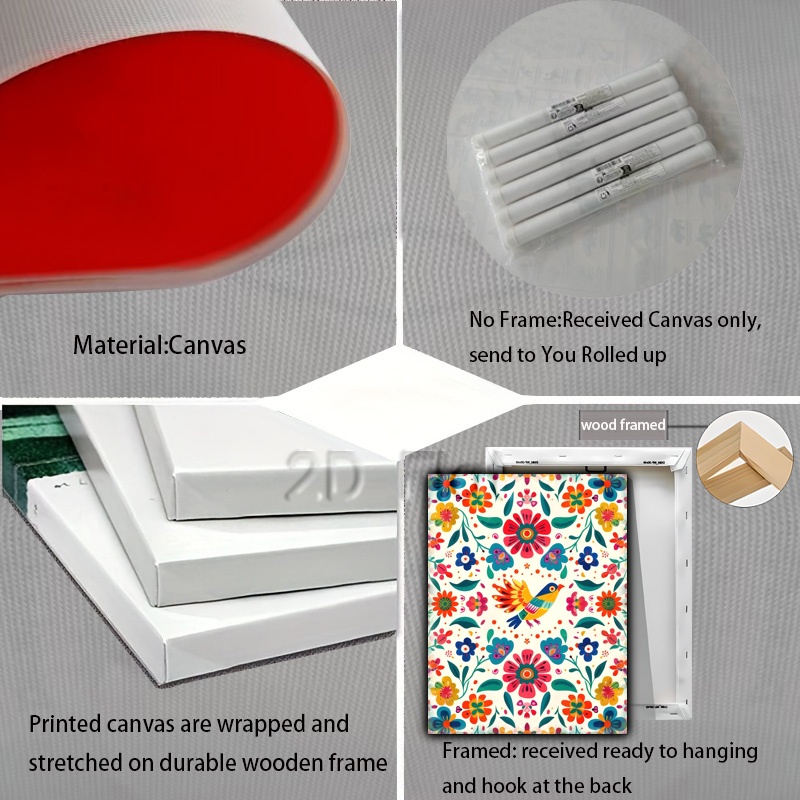 Material:Canvas
No Frame:Received Canvas only,
send to You Rolled up
2D
wood framed
Printed canvas are wrapped and
stretched on durable wooden frame
Framed: received ready to hanging
and hook at the back